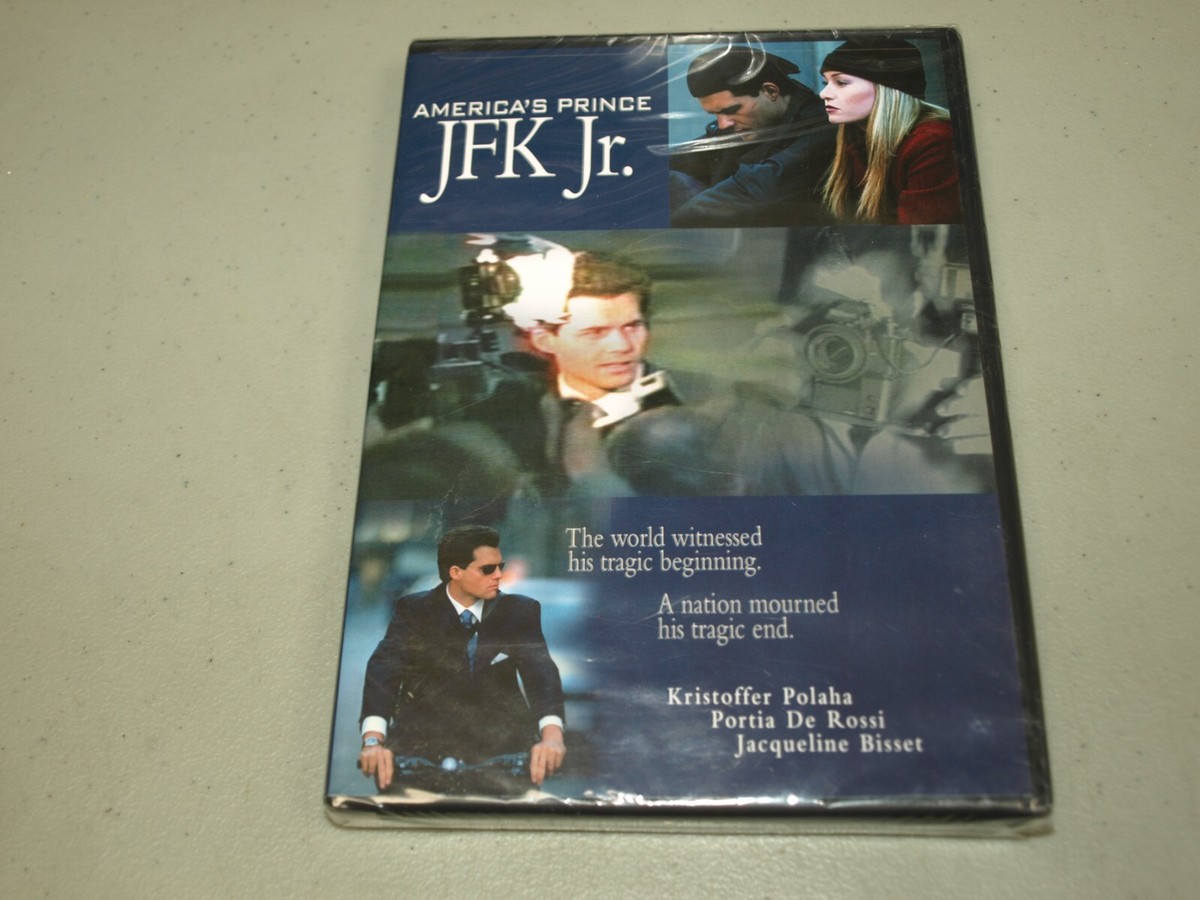 AMERICA'S PRINCE
JFK Jr.
The world witnessed
his tragic beginning.
A nation mourned
his tragic end.
Kristoffer Polaha
Portia De Rossi
Jacqueline Bisset